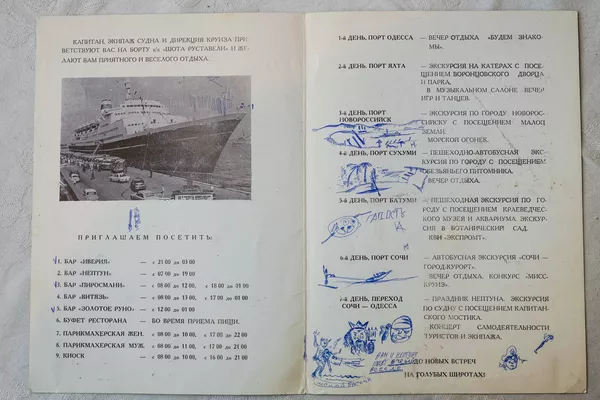 КАПИТАН, ЭКИПАЖ СУДНА И ДИРЕКЦИЯ КРУИЗА ПРИ-
ВЕТСТВУЮТ ВАС НА БОРТУ т/х «ШОТА РУСТАВЕЛИ» И ЖЕ-
ЛАЮТ ВАМ ПРИЯТНОГО И ВЕСЕЛОГО ОТДЫХА.
ПРИГЛАШАЕМ ПОСЕТИТЬ:
1. БАР «ИВЕРИЯ» — с 21 00 до 03 00
2. БАР «НЕПТУН» — с 07 00 до 19 00
3. БАР «ПИРОСМАНИ» — с 08 00 до 12 00, с 18 00 до 01 00
4. БАР «ВИТЯЗЬ» — с 08 00 до 13 00, с 17 00 до 01 00
5. БАР «ЗОЛОТОЕ РУНО» — с 12 00 до 01 00
6. БУФЕТ РЕСТОРАНА — ВО ВРЕМЯ ПРИЕМА ПИЩИ.
7. ПАРИКМАХЕРСКАЯ ЖЕН. — с 08 00 до 10 00, с 17 00 до 22 00
8. ПАРИКМАХЕРСКАЯ МУЖ. — с 08 00 до 11 00, с 17 00 до 21 00
9. КИОСК — с 08 00 до 10 00, с 16 00 до 21 00
1-й ДЕНЬ, ПОРТ ОДЕССА — ВЕЧЕР ОТДЫХА «БУДЕМ ЗНАКО-
МЫ».
2-й ДЕНЬ, ПОРТ ЯЛТА — ЭКСКУРСИЯ НА КАТЕРАХ С ПОСЕ-
ЩЕНИЕМ ВОРОНЦОВСКОГО ДВОРЦА
И ПАРКА.
В МУЗЫКАЛЬНОМ САЛОНЕ ВЕЧЕР
ИГР И ТАНЦЕВ.
3-й ДЕНЬ, ПОРТ НОВОРОССИЙСК — ЭКСКУРСИЯ ПО ГОРОДУ НОВОРОС-
СИЙСКУ С ПОСЕЩЕНИЕМ МАЛОЙ
ЗЕМЛИ.
МОРСКОЙ ОГОНЕК.
4-й ДЕНЬ, ПОРТ СУХУМИ — ПЕШЕХОДНО-АВТОБУСНАЯ ЭКС-
КУРСИЯ ПО ГОРОДУ С ПОСЕЩЕНИЕМ
ОБЕЗЬЯНЬЕГО ПИТОМНИКА.
ВЕЧЕР ОТДЫХА.
5-й ДЕНЬ, ПОРТ БАТУМИ — ПЕШЕХОДНАЯ ЭКСКУРСИЯ ПО ГО-
РОДУ С ПОСЕЩЕНИЕМ КРАЕВЕДЧЕС-
КОГО МУЗЕЯ И АКВАРИУМА. ЭКСКУР-
СИЯ В БОТАНИЧЕСКИЙ САД.
КВН «ЭКСПРОМТ».
6-й ДЕНЬ, ПОРТ СОЧИ — АВТОБУСНАЯ ЭКСКУРСИЯ «СОЧИ —
ГОРОД-КУРОРТ».
ВЕЧЕР ОТДЫХА. КОНКУРС «МИСС-
КРУИЗ».
7-й ДЕНЬ, ПЕРЕХОД СОЧИ — ОДЕССА — ПРАЗДНИК НЕПТУНА. ЭКСКУРСИЯ
ПО СУДНУ С ПОСЕЩЕНИЕМ КАПИТАН-
СКОГО МОСТИКА.
КОНЦЕРТ САМОДЕЯТЕЛЬНОСТИ
ТУРИСТОВ И ЭКИПАЖА.
ДО НОВЫХ ВСТРЕЧ
НА ГОЛУБЫХ ШИРОТАХ!